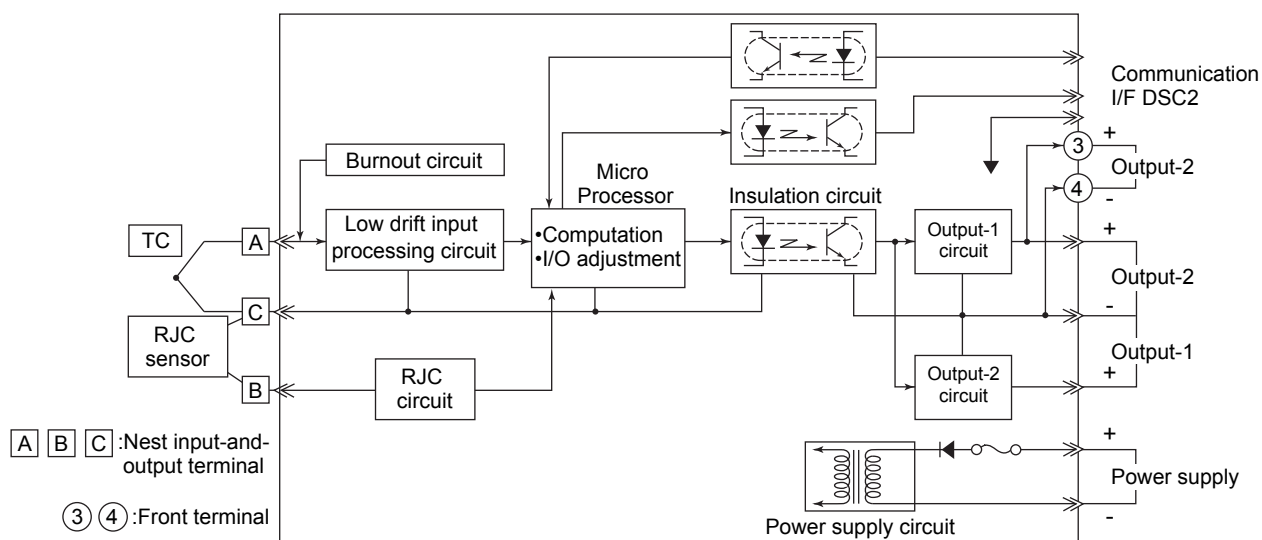 Communication
I/F DSC2
3
+
Output-2
4
-
Burnout circuit
Micro
Processor
Insulation circuit
TC
A
Low drift input
processing circuit
•Computation
•I/O adjustment
Output-1
circuit
+
Output-2
-
C
RJC
sensor
Output-1
B
RJC
circuit
Output-2
circuit
+
A B C :Nest input-and-
output terminal
+
Power supply
-
3 4 :Front terminal
Power supply circuit